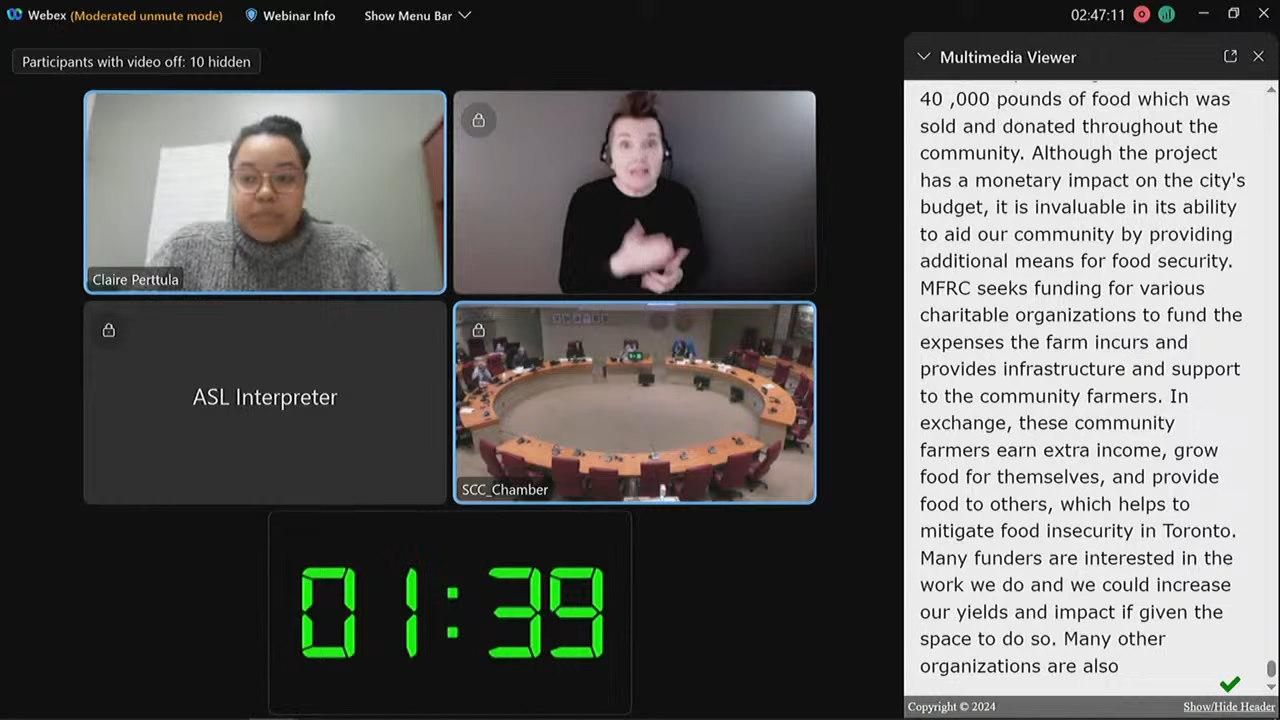 Webex (Moderated unmute mode) Webinar Info Show Menu Bar 02:47:11
Participants with video off: 10 hidden
Claire Perttula
ASL Interpreter
SCC_Chamber
01:39
Multimedia Viewer
40 ,000 pounds of food which was
sold and donated throughout the
community. Although the project
has a monetary impact on the city's
budget, it is invaluable in its ability
to aid our community by providing
additional means for food security.
MFRC seeks funding for various
charitable organizations to fund the
expenses the farm incurs and
provides infrastructure and support
to the community farmers. In
exchange, these community
farmers earn extra income, grow
food for themselves, and provide
food to others, which helps to
mitigate food insecurity in Toronto.
Many funders are interested in the
work we do and we could increase
our yields and impact if given the
space to do so. Many other
organizations are also
Copyright © 2024 Show/Hide Header